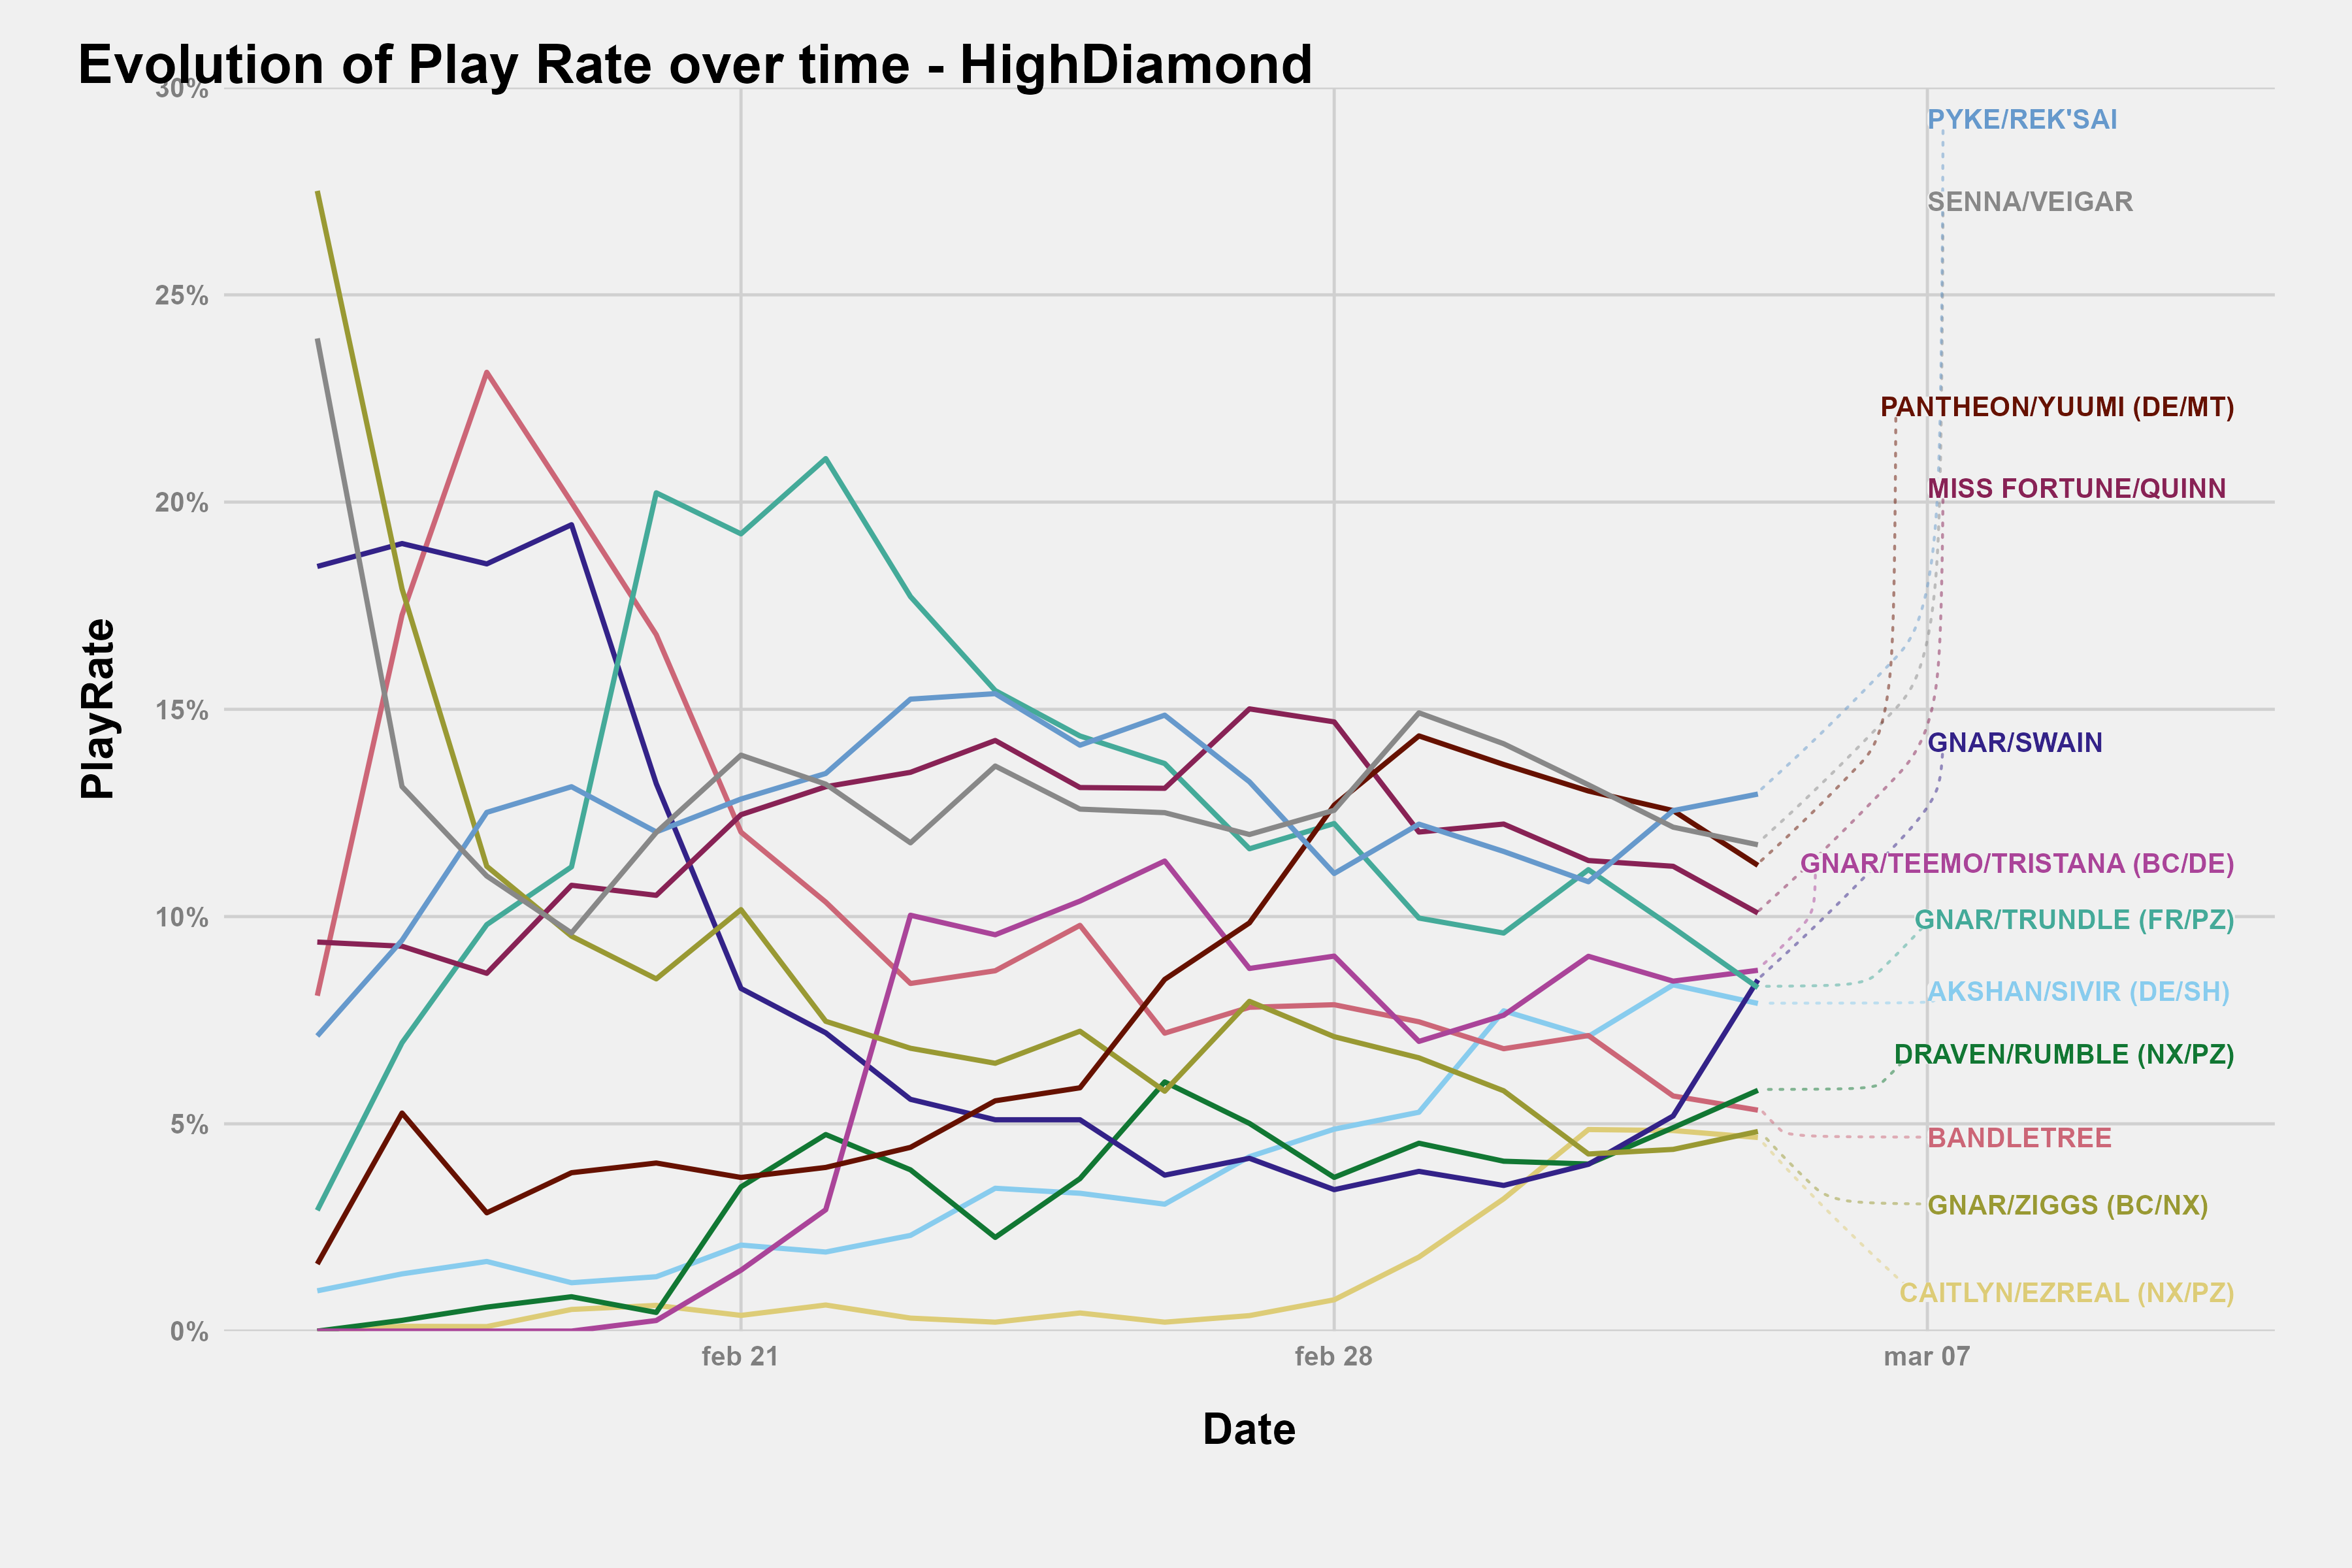 Evolution of Play Rate over time - HighDiamond
30%
25%
20%
15%
10%
5%
0%
PlayRate
feb 21
feb 28
mar 07
Date
PYKE/REK'SAI
SENNA/VEIGAR
PANTHEON/YUUMI (DE/MT)
MISS FORTUNE/QUINN
GNAR/SWAIN
GNAR/TEEMO/TRISTANA (BC/DE)
GNAR/TRUNDLE (FR/PZ)
AKSHAN/SIVIR (DE/SH)
DRAVEN/RUMBLE (NX/PZ)
BANDLETREE
GNAR/ZIGGS (BC/NX)
CAITLYN/EZREAL (NX/PZ)